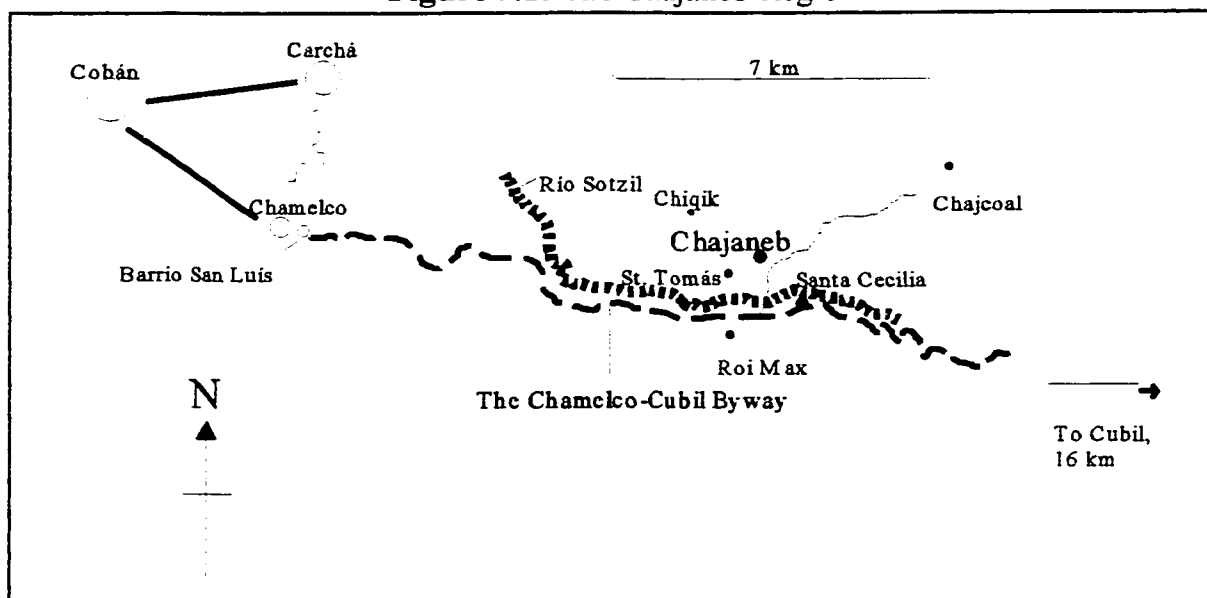 Carchá
Cobán
7 km
Río Sotzil
Chiqik
Chamelco
Chajcoal
Chajaneb
Barrio San Luís
St. Tomás
Santa Cecilia
Roi Max
N
The Chamelco-Cubil Byway
To Cubil,
16 km